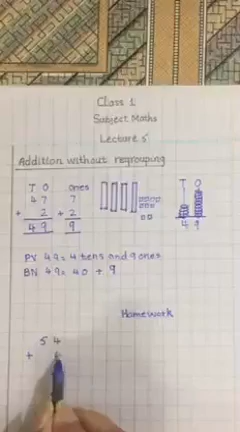 Class 1
Subject Maths
Lecture 5
Addition without regrouping
T O ones T O
4 7 7
+ 2 + 2
4 9 9 4 9
PV 49= 4 tens and 9 ones
BN 49= 40 + 9
Homework
5 4
+